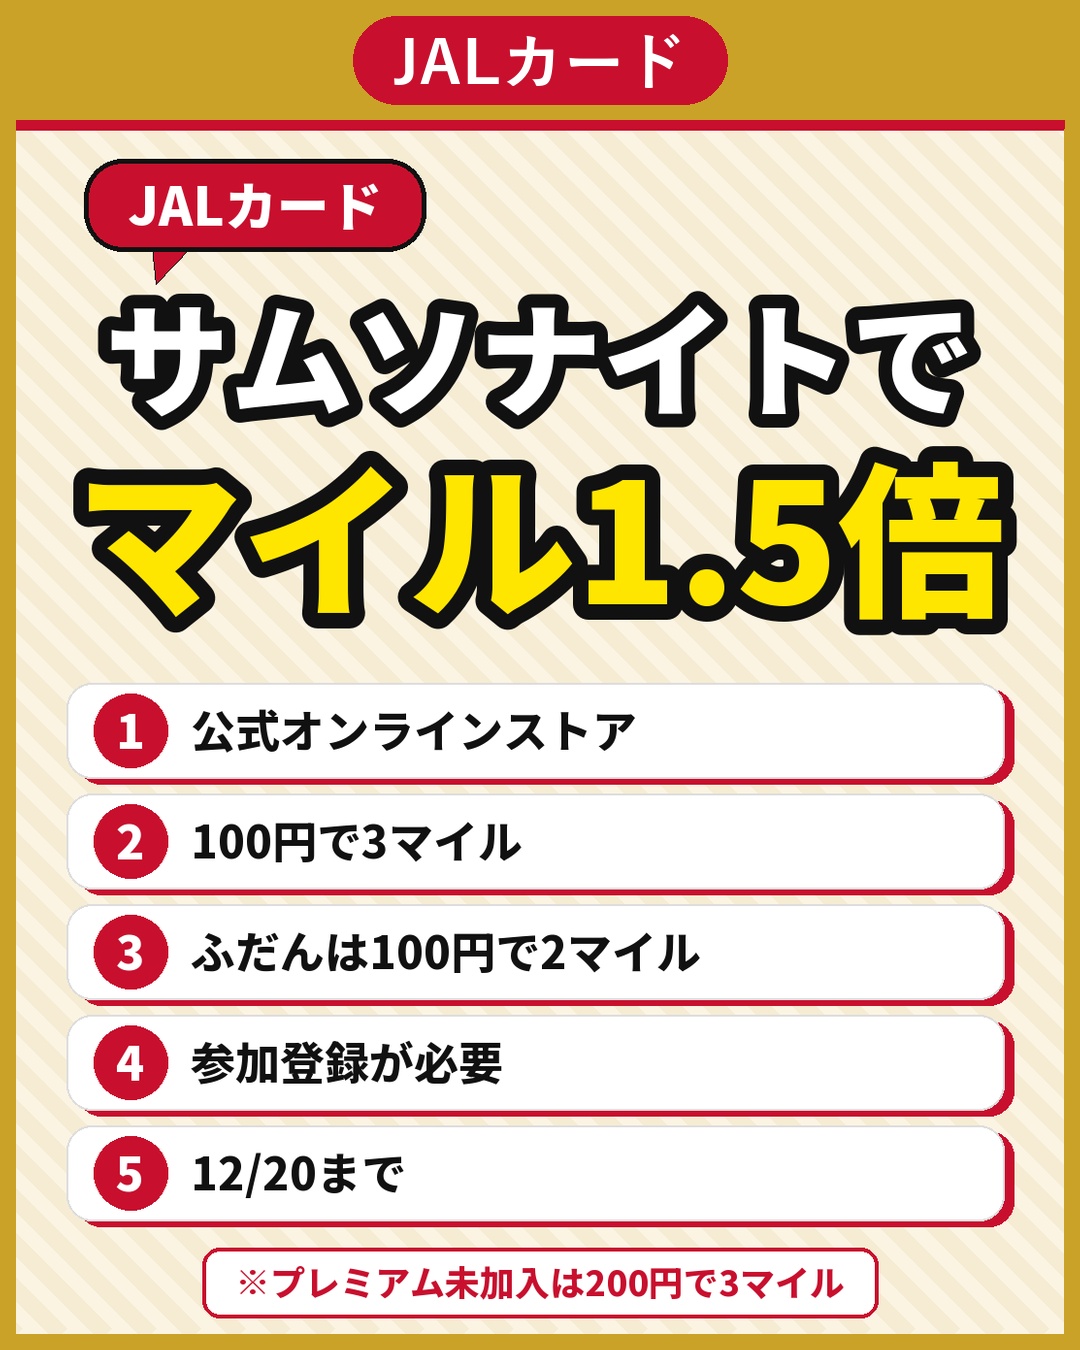 JALカード
JALカード
サムソナイトで
マイル1.5倍
1 公式オンラインストア
2 100円で3マイル
3 ふだんは100円で2マイル
4 参加登録が必要
5 12/20まで
※プレミアム未加入は200円で3マイル